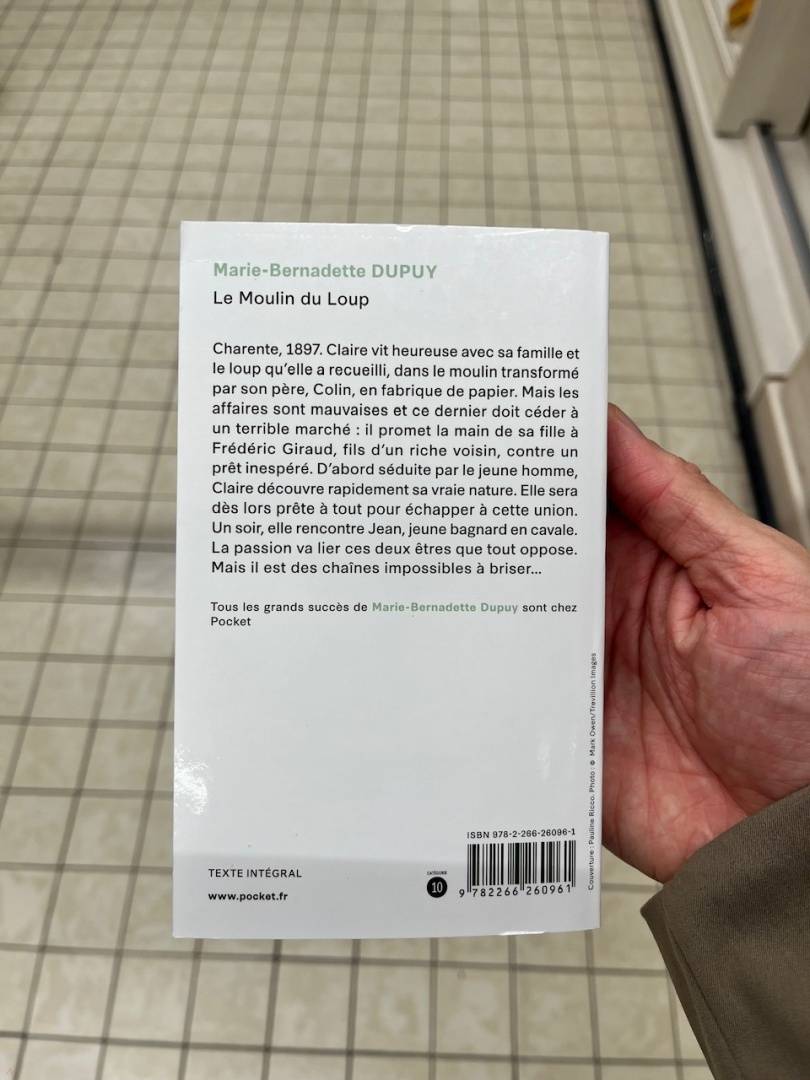 Marie-Bernadette DUPUY
Le Moulin du Loup
Charente, 1897. Claire vit heureuse avec sa famille et
le loup qu’elle a recueilli, dans le moulin transformé
par son père, Colin, en fabrique de papier. Mais les
affaires sont mauvaises et ce dernier doit céder à
un terrible marché : il promet la main de sa fille à
Frédéric Giraud, fils d’un riche voisin, contre un
prêt inespéré. D’abord séduite par le jeune homme,
Claire découvre rapidement sa vraie nature. Elle sera
dès lors prête à tout pour échapper à cette union.
Un soir, elle rencontre Jean, jeune bagnard en cavale.
La passion va lier ces deux êtres que tout oppose.
Mais il est des chaînes impossibles à briser...
Tous les grands succès de Marie-Bernadette Dupuy sont chez
Pocket
Couverture : Pauline Ricco. Photo : © Mark Owen/Trevillion Images
ISBN 978-2-266-26096-1
TEXTE INTÉGRAL
CATÉGORIE
10
www.pocket.fr
9 782266 260961